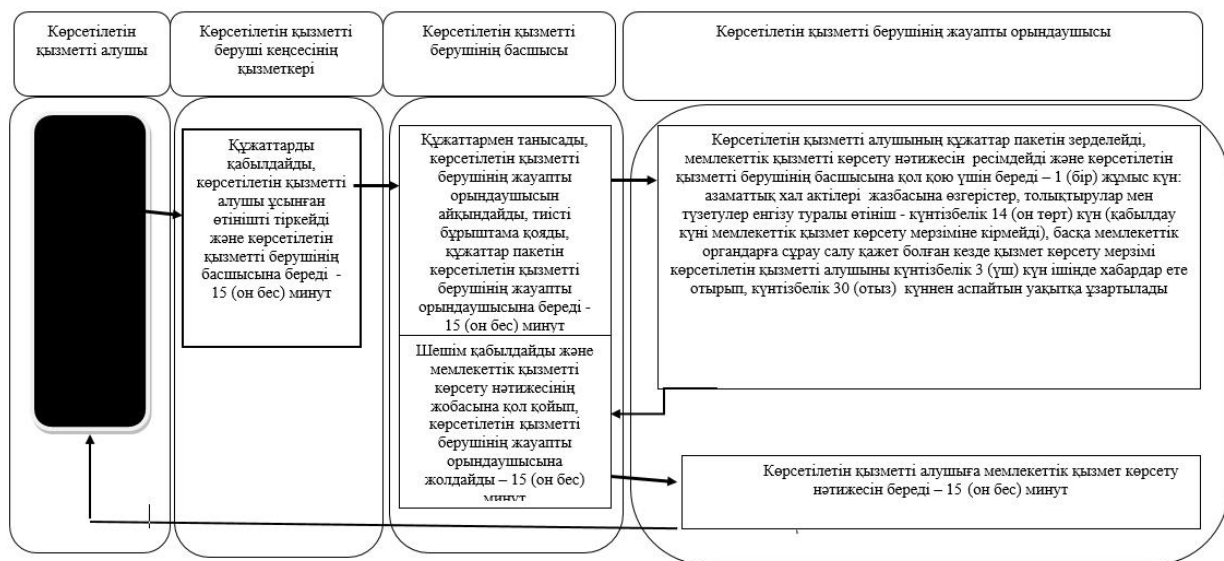 Көрсетілетін
қызметті алушы
Көрсетілетін қызметті
беруші кеңсесінің
қызметкері
Көрсетілетін қызметті
берушінің басшысы
Көрсетілетін қызметті берушінің жауапты орындаушысы
Құжаттарды
қабылдайды,
көрсетілетін қызметті
алушы ұсынған
өтінішті тіркейді
және көрсетілетін
қызметті берушінің
басшысына береді -
15 (он бес) минут
Құжаттармен танысады,
көрсетілетін қызметті
берушінің жауапты
орындаушысын
айқындайды, тиісті
бұрыштама қояды,
құжаттар пакетін
көрсетілетін қызметті
берушінің жауапты
орындаушысына береді -
15 (он бес) минут
Шешім қабылдайды және
мемлекеттік қызметті
көрсету нәтижесінің
жобасына қол қойып,
көрсетілетін қызметті
берушінің жауапты
орындаушысына
жолдайды – 15 (он бес)
минут
Көрсетілетін қызметті алушының құжаттар пакетін зерделейді,
мемлекеттік қызметті көрсету нәтижесін ресімдейді және көрсетілетін
қызметті берушінің басшысына қол қою үшін береді – 1 (бір) жұмыс күн:
азаматтық хал актілері жазбасына өзгерістер, толықтырулар мен
түзетулер енгізу туралы өтініш - күнтізбелік 14 (он төрт) күн (қабылдау
күні мемлекеттік қызмет көрсету мерзіміне кірмейді), басқа мемлекеттік
органдарға сұрау салу қажет болған кезде қызмет көрсету мерзімі
көрсетілетін қызметті алушыны күнтізбелік 3 (үш) күн ішінде хабардар ете
отырып, күнтізбелік 30 (отыз) күннен аспайтын уақытқа ұзартылады
Көрсетілетін қызметті алушыға мемлекеттік қызмет көрсету
нәтижесін береді – 15 (он бес) минут